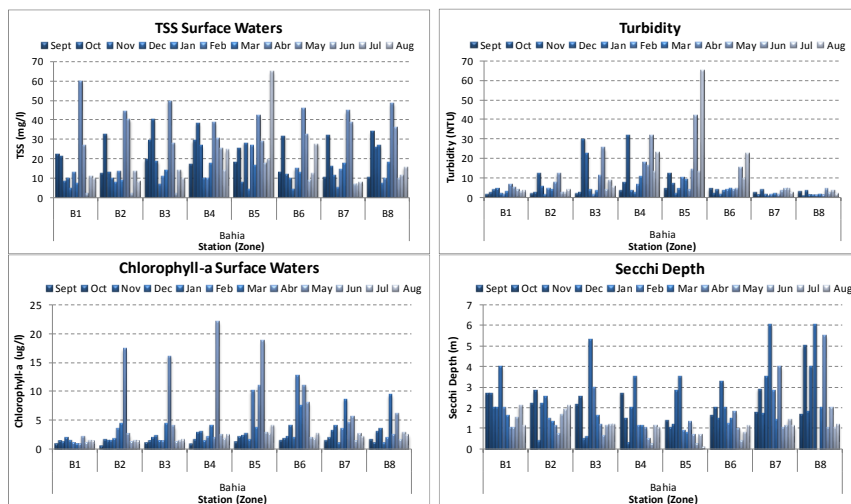 TSS Surface Waters
Sept Oct Nov Dec Jan Feb Mar Abr May Jun Jul Aug
70
60
50
40
30
20
10
0
TSS (mg/l)
B1 B2 B3 B4 B5 B6 B7 B8
Bahia
Station (Zone)
Turbidity
Sept Oct Nov Dec Jan Feb Mar Abr May Jun Jul Aug
70
60
50
40
30
20
10
0
Turbidity (NTU)
B1 B2 B3 B4 B5 B6 B7 B8
Bahia
Station (Zone)
Chlorophyll-a Surface Waters
Sept Oct Nov Dec Jan Feb Mar Abr May Jun Jul Aug
25
20
15
10
5
0
Chlorophyll-a (ug/l)
B1 B2 B3 B4 B5 B6 B7 B8
Bahia
Station (Zone)
Secchi Depth
Sept Oct Nov Dec Jan Feb Mar Abr May Jun Jul Aug
7
6
5
4
3
2
1
0
Secchi Depth (m)
B1 B2 B3 B4 B5 B6 B7 B8
Bahia
Station (Zone)